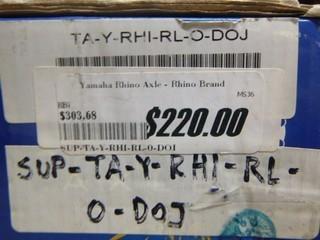 TA-Y-RHI-RL-O-DOJ
Yamaha Rhino Axle - Rhino Brand
MSJ6
$303.68
$220.00
SUP-TA-Y-RHI-RL-O-DOJ
SUP-TA-Y-RHI-RL-
O-DOJ